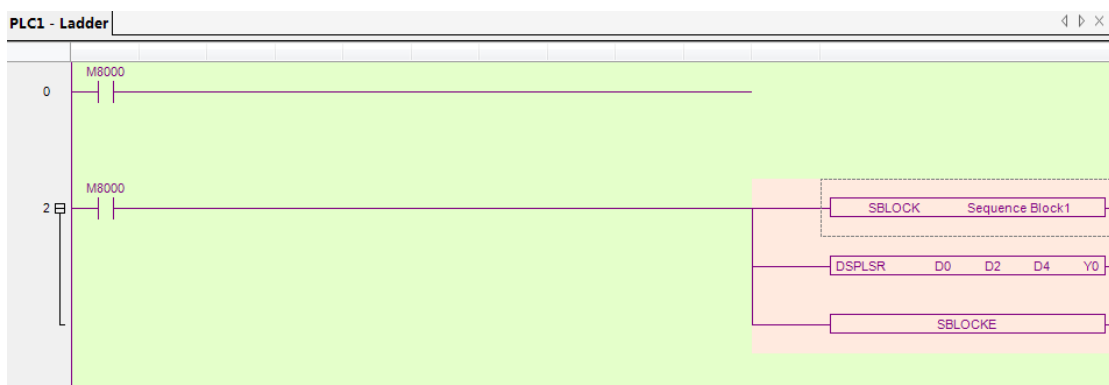 PLC1 - Ladder
M8000
0
M8000
2
SBLOCK Sequence Block1
DSPLSR D0 D2 D4 Y0
SBLOCKE